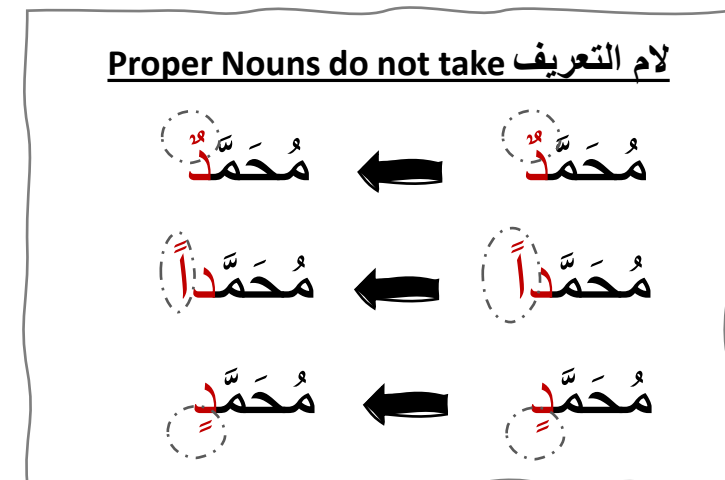 Proper Nouns do not take لام التعريف
مُحَمَّدٌ مُحَمَّدٌ
مُحَمَّداً مُحَمَّداً
مُحَمَّدٍ مُحَمَّدٍ